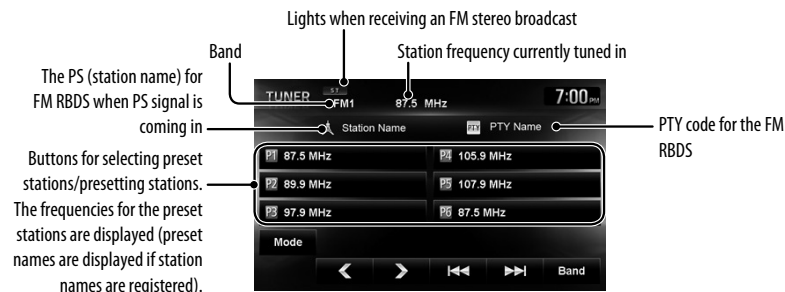 Lights when receiving an FM stereo broadcast
Band
Station frequency currently tuned in
The PS (station name) for
FM RBDS when PS signal is
coming in
Buttons for selecting preset
stations/presetting stations.
The frequencies for the preset
stations are displayed (preset
names are displayed if station
names are registered).
TUNER
ST
FM1
87.5 MHz
7:00 PM
Station Name
PTY PTY Name
PTY code for the FM
RBDS
P1 87.5 MHz
P4 105.9 MHz
P2 89.9 MHz
P5 107.9 MHz
P3 97.9 MHz
P6 87.5 MHz
Mode
Band